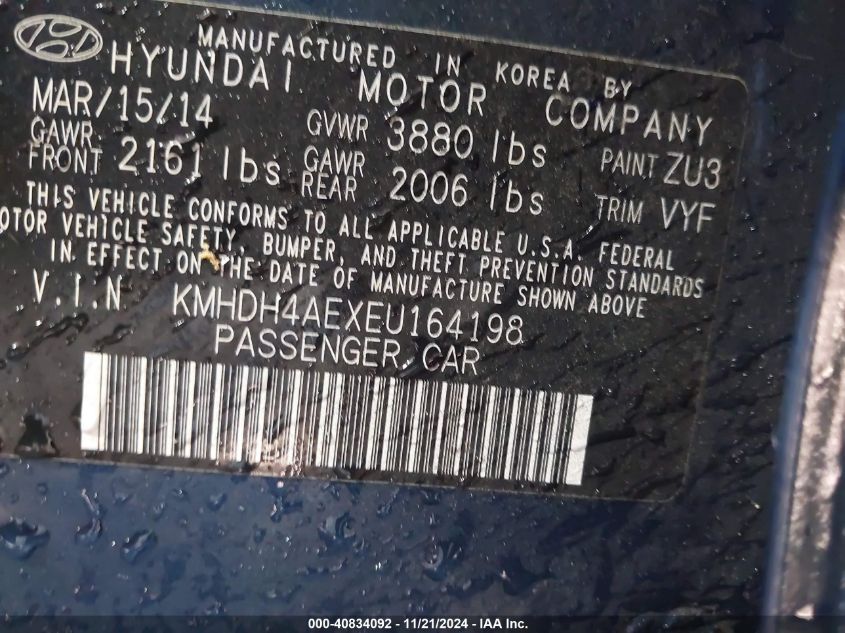 MANUFACTURED IN KOREA BY
HYUNDAI MOTOR COMPANY
MAR/15/14 GVWR 3880 lbs PAINT ZU3
GAWR FRONT 2161 lbs GAWR REAR 2006 lbs TRIM VYF
THIS VEHICLE CONFORMS TO ALL APPLICABLE U.S.A. FEDERAL
MOTOR VEHICLE SAFETY, BUMPER, AND THEFT PREVENTION STANDARDS
IN EFFECT ON THE DATE OF MANUFACTURE SHOWN ABOVE
V.I.N KMHDH4AEXEU164198
PASSENGER CAR
000-40834092 - 11/21/2024 - IAA Inc.